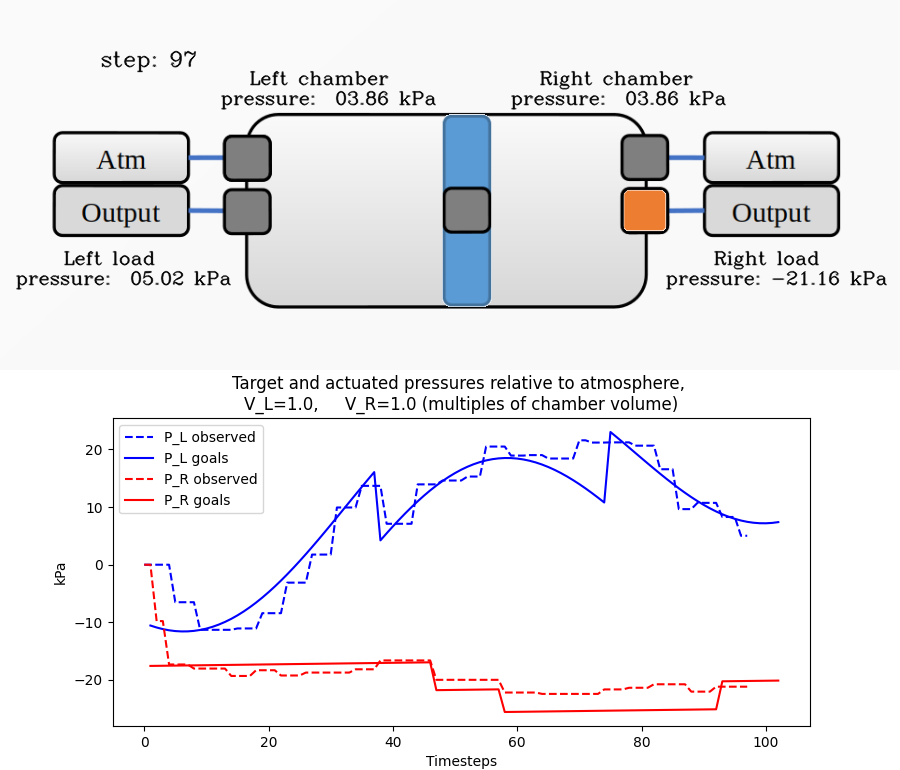 step: 97
Left chamber
pressure:  03.86 kPa
Right chamber
pressure:  03.86 kPa
Atm
Output
Atm
Output
Left load
pressure:  05.02 kPa
Right load
pressure: −21.16 kPa
Target and actuated pressures relative to atmosphere,
V_L=1.0,     V_R=1.0 (multiples of chamber volume)
P_L observed
P_L goals
P_R observed
P_R goals
20
10
0
−10
−20
kPa
0 20 40 60 80 100
Timesteps